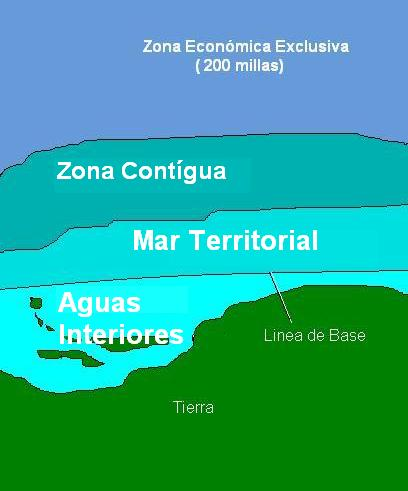 Zona Económica Exclusiva
( 200 millas)
Zona Contígua
Mar Territorial
Aguas
Interiores
Linea de Base
Tierra